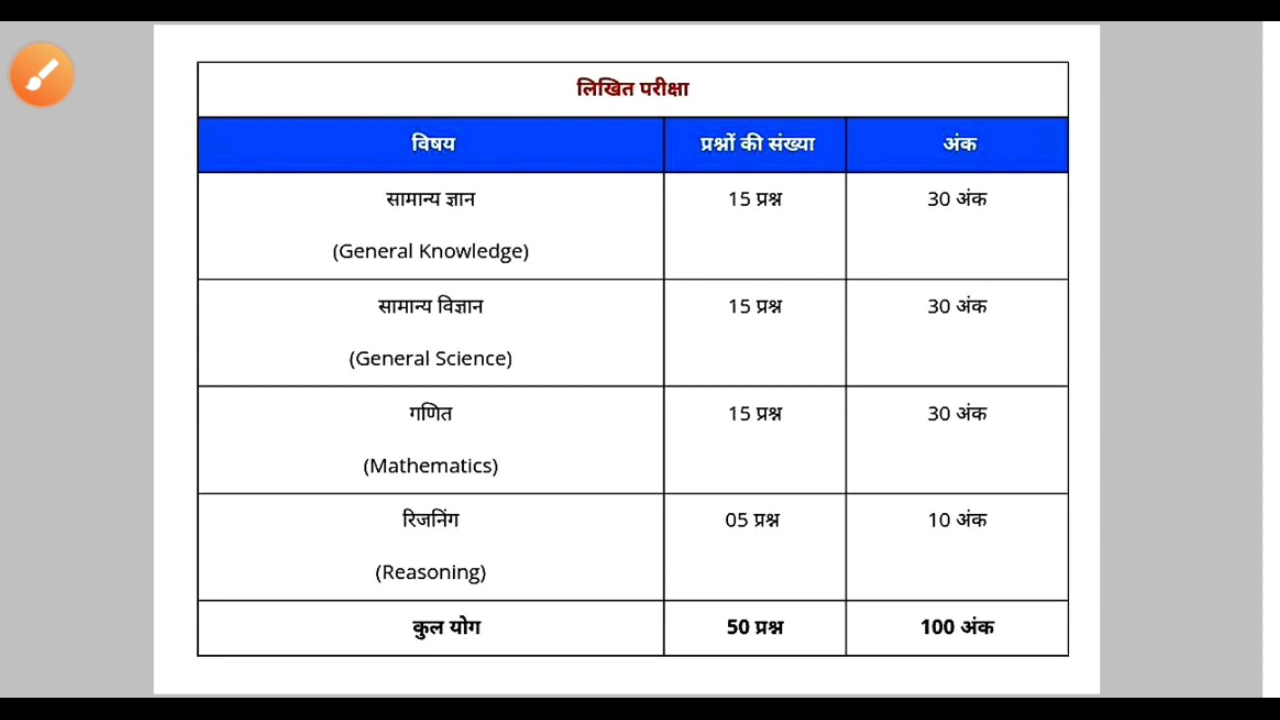 लिखित परीक्षा
विषय प्रश्नों की संख्या अंक
सामान्य ज्ञान 15 प्रश्न 30 अंक
(General Knowledge)
सामान्य विज्ञान 15 प्रश्न 30 अंक
(General Science)
गणित 15 प्रश्न 30 अंक
(Mathematics)
रिजनिंग 05 प्रश्न 10 अंक
(Reasoning)
कुल योग 50 प्रश्न 100 अंक